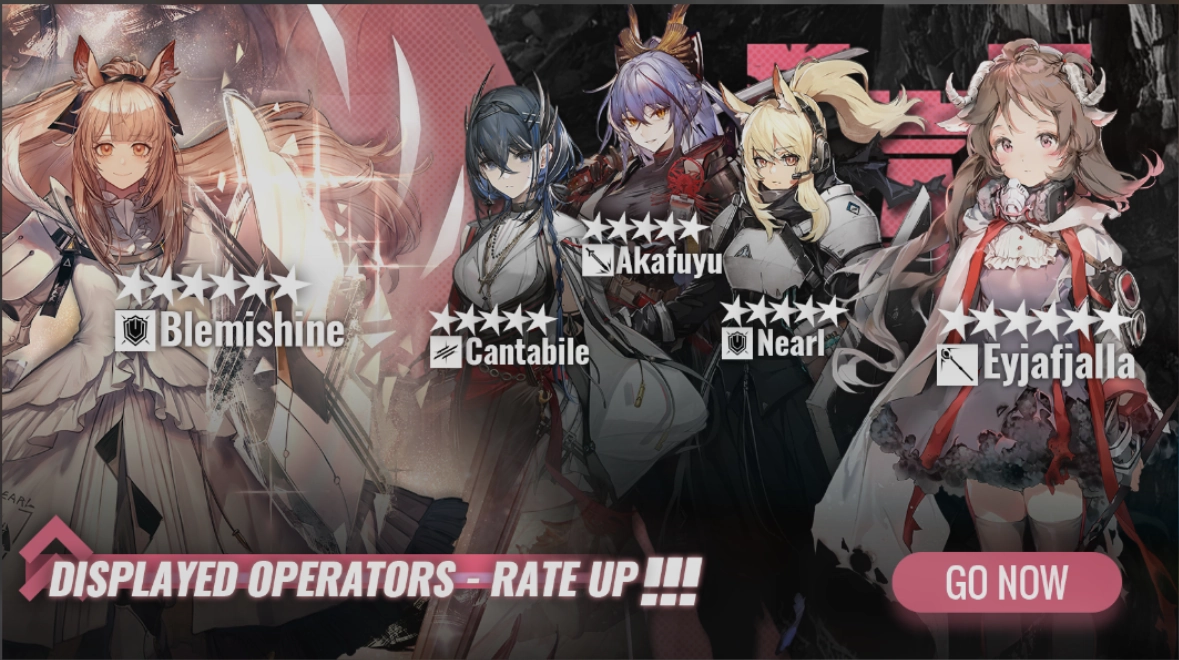 Blemishine
Cantabile
Akafuyu
Nearl
Eyjafjalla
DISPLAYED OPERATORS - RATE UP!!!
GO NOW